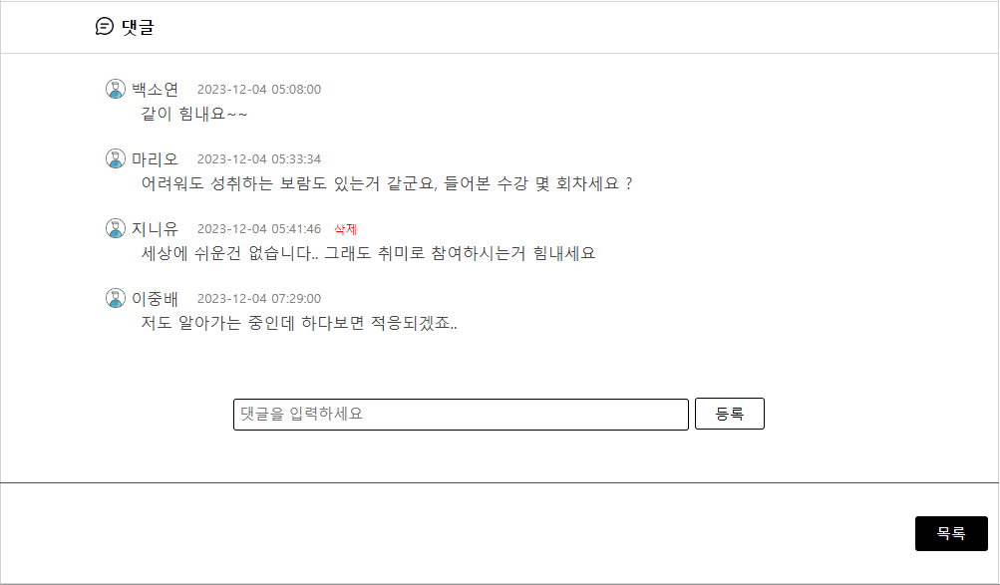 댓글
백소연 2023-12-04 05:08:00
같이 힘내요~~
마리오 2023-12-04 05:33:34
어려워도 성취하는 보람도 있는거 같군요, 들어본 수강 몇 회차세요 ?
지니유 2023-12-04 05:41:46 삭제
세상에 쉬운건 없습니다.. 그래도 취미로 참여하시는거 힘내세요
이중배 2023-12-04 07:29:00
저도 알아가는 중인데 하다보면 적응되겠죠..
댓글을 입력하세요 등록
목록